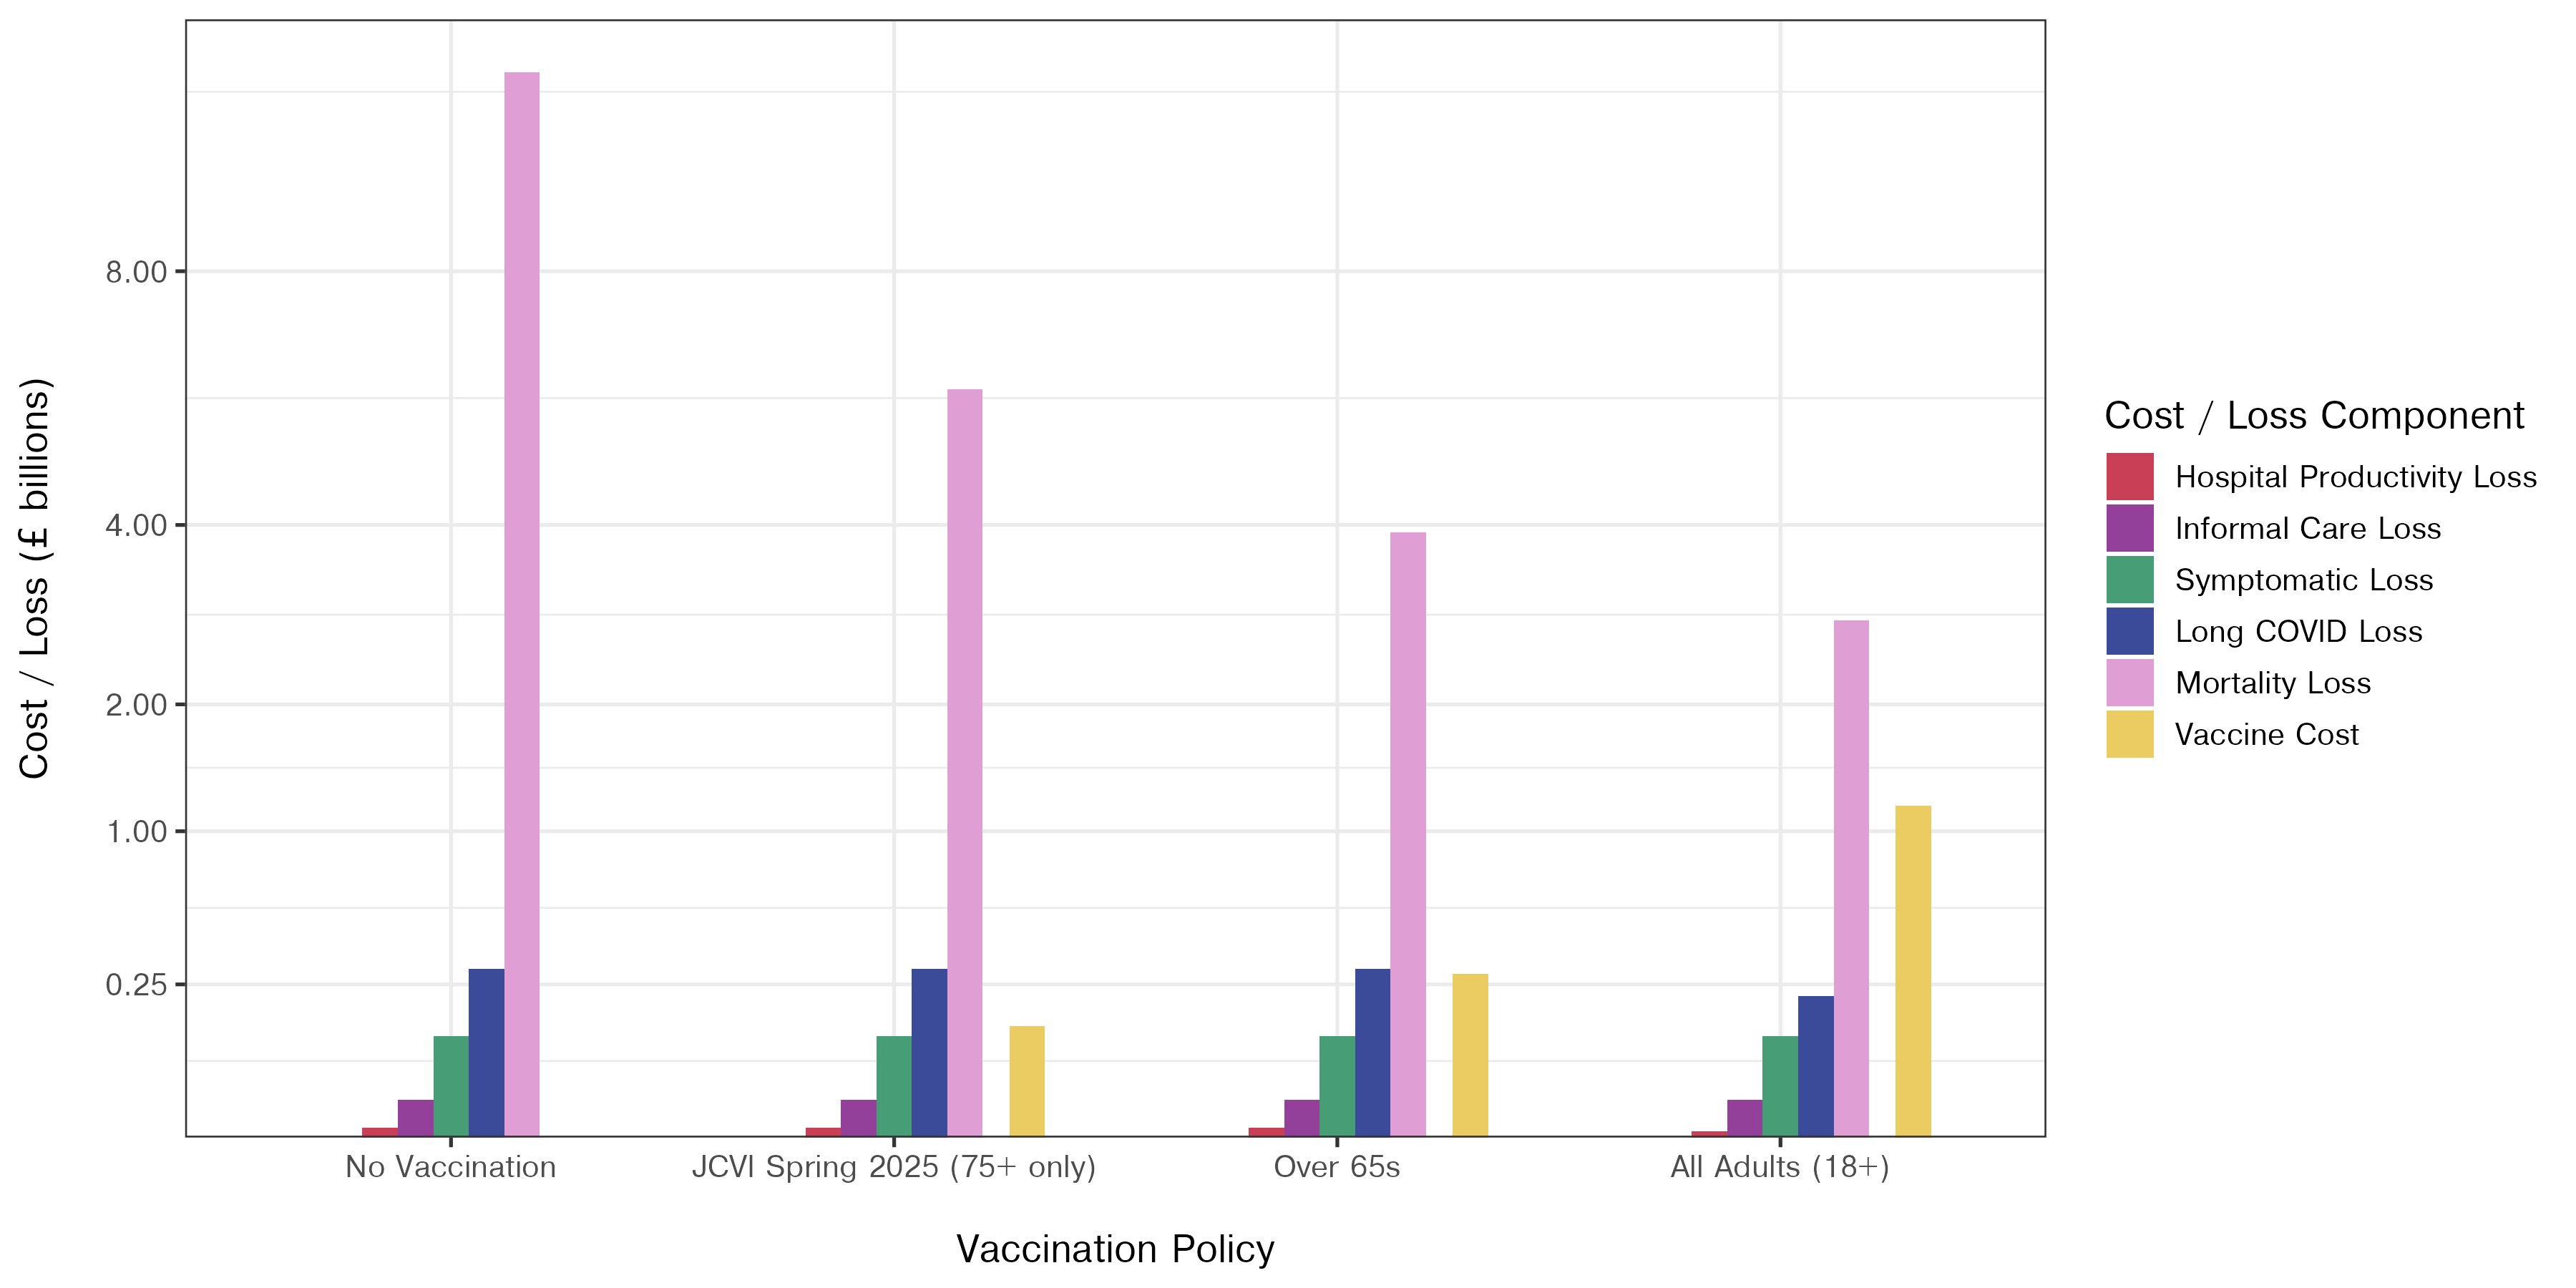 Cost / Loss (£ billions)
8.00
4.00
2.00
1.00
0.25
No Vaccination
JCVI Spring 2025 (75+ only)
Over 65s
All Adults (18+)
Vaccination Policy
Cost / Loss Component
Hospital Productivity Loss
Informal Care Loss
Symptomatic Loss
Long COVID Loss
Mortality Loss
Vaccine Cost